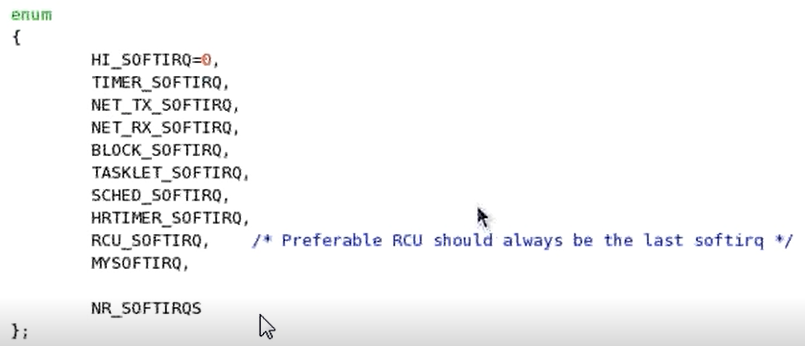 enum
{
HI_SOFTIRQ=0,
TIMER_SOFTIRQ,
NET_TX_SOFTIRQ,
NET_RX_SOFTIRQ,
BLOCK_SOFTIRQ,
TASKLET_SOFTIRQ,
SCHED_SOFTIRQ,
HRTIMER_SOFTIRQ,
RCU_SOFTIRQ, /* Preferable RCU should always be the last softirq */
MYSOFTIRQ,
NR_SOFTIRQS
};